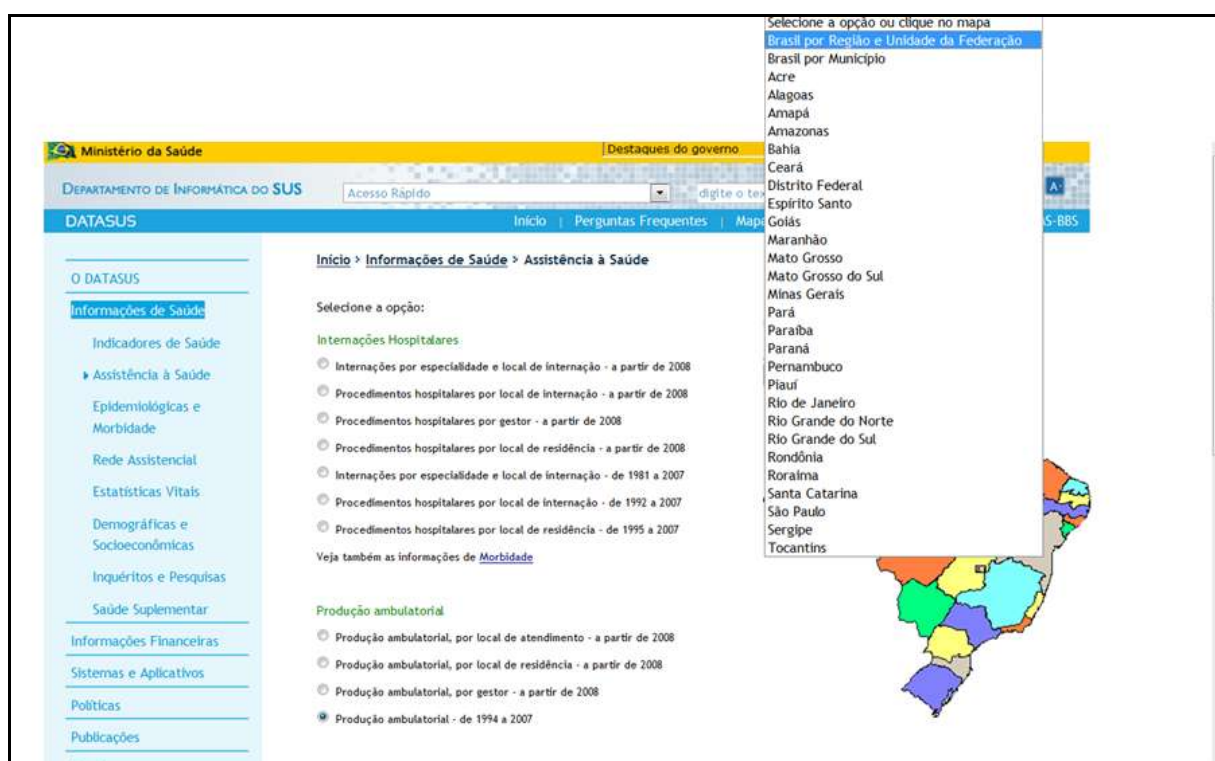 Selecione a opção ou clique no mapa
Brasil por Região e Unidade da Federação
Brasil por Município
Acre
Alagoas
Amapá
Amazonas
Bahia
Ceará
Distrito Federal
Espírito Santo
Goiás
Maranhão
Mato Grosso
Mato Grosso do Sul
Minas Gerais
Pará
Paraíba
Paraná
Pernambuco
Piauí
Rio de Janeiro
Rio Grande do Norte
Rio Grande do Sul
Rondônia
Roraima
Santa Catarina
São Paulo
Sergipe
Tocantins
Ministério da Saúde
Destaques do governo
DEPARTAMENTO DE INFORMÁTICA DO SUS
Acesso Rápido
digite o
A-
DATASUS
Início | Perguntas Frequentes |
S-BBS
O DATASUS
Informações de Saúde
Indicadores de Saúde
Assistência à Saúde
Epidemiológicas e
Morbidade
Rede Assistencial
Estatísticas Vitais
Demográficas e
Socioeconômicas
Inquéritos e Pesquisas
Saúde Suplementar
Informações Financeiras
Sistemas e Aplicativos
Políticas
Publicações
Início > Informações de Saúde > Assistência à Saúde
Selecione a opção:
Internações Hospitalares
Internações por especialidade e local de internação - a partir de 2008
Procedimentos hospitalares por local de internação - a partir de 2008
Procedimentos hospitalares por gestor - a partir de 2008
Procedimentos hospitalares por local de residência - a partir de 2008
Internações por especialidade e local de internação - de 1981 a 2007
Procedimentos hospitalares por local de internação - de 1992 a 2007
Procedimentos hospitalares por local de residência - de 1995 a 2007
Veja também as informações de Morbidade
Produção ambulatorial
Produção ambulatorial, por local de atendimento - a partir de 2008
Produção ambulatorial, por local de residência - a partir de 2008
Produção ambulatorial, por gestor - a partir de 2008
Produção ambulatorial - de 1994 a 2007